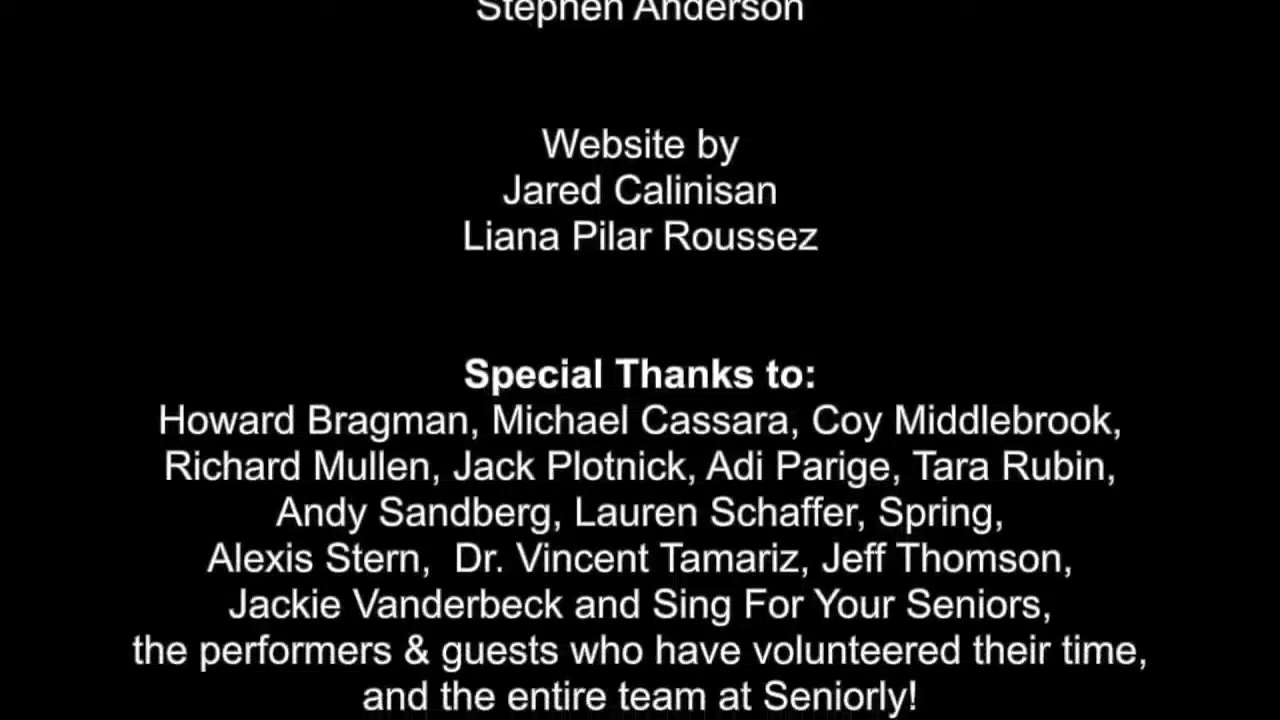 Stephen Anderson
Website by
Jared Calinisan
Liana Pilar Roussez
Special Thanks to:
Howard Bragman, Michael Cassara, Coy Middlebrook,
Richard Mullen, Jack Plotnick, Adi Parige, Tara Rubin,
Andy Sandberg, Lauren Schaffer, Spring,
Alexis Stern,  Dr. Vincent Tamariz, Jeff Thomson,
Jackie Vanderbeck and Sing For Your Seniors,
the performers & guests who have volunteered their time,
and the entire team at Seniorly!